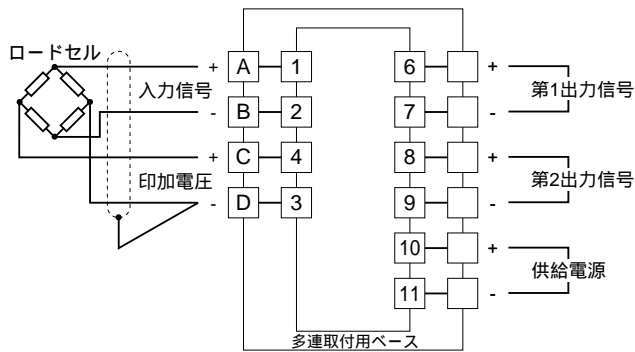 ロードセル
+ A 1 6 +
入力信号 第1出力信号
- B 2 7 -
+ C 4 8 +
印加電圧 第2出力信号
- D 3 9 -
10 +
供給電源
11 -
多連取付用ベース